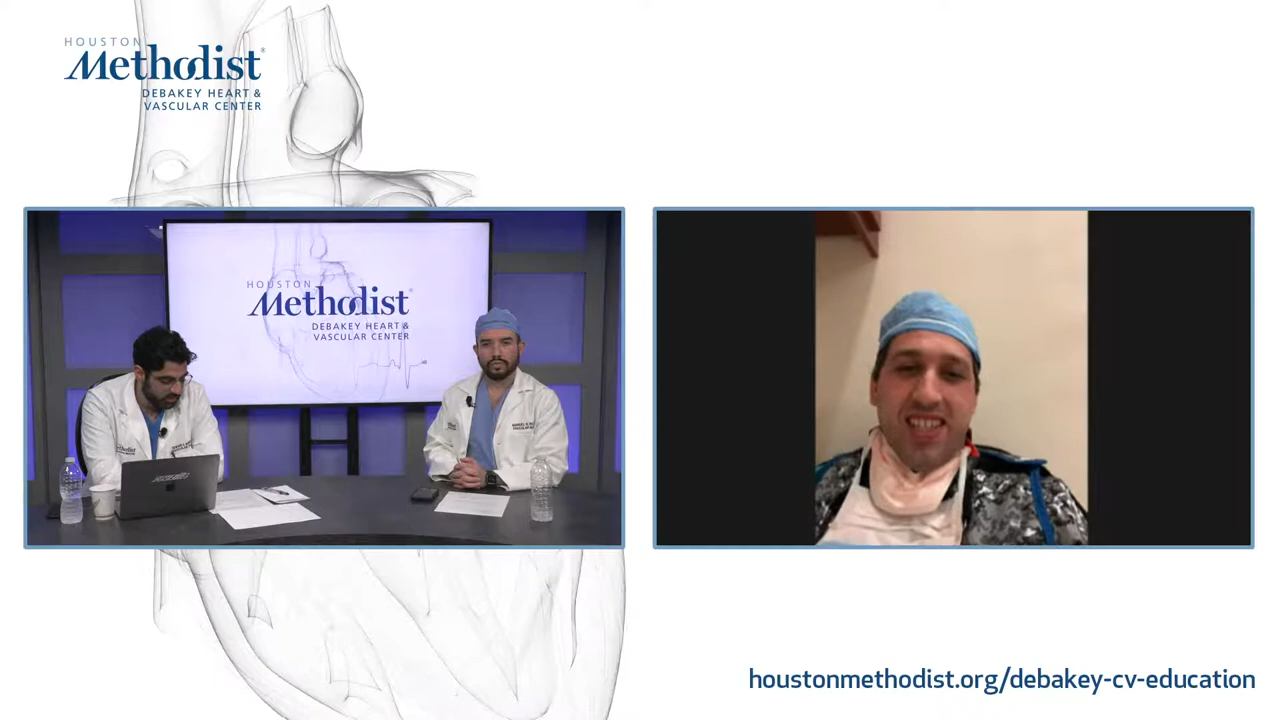 HOUSTON
Methodist®
DEBAKEY HEART &
VASCULAR CENTER
HOUSTON
Methodist®
DEBAKEY HEART &
VASCULAR CENTER
houstonmethodist.org/debakey-cv-education